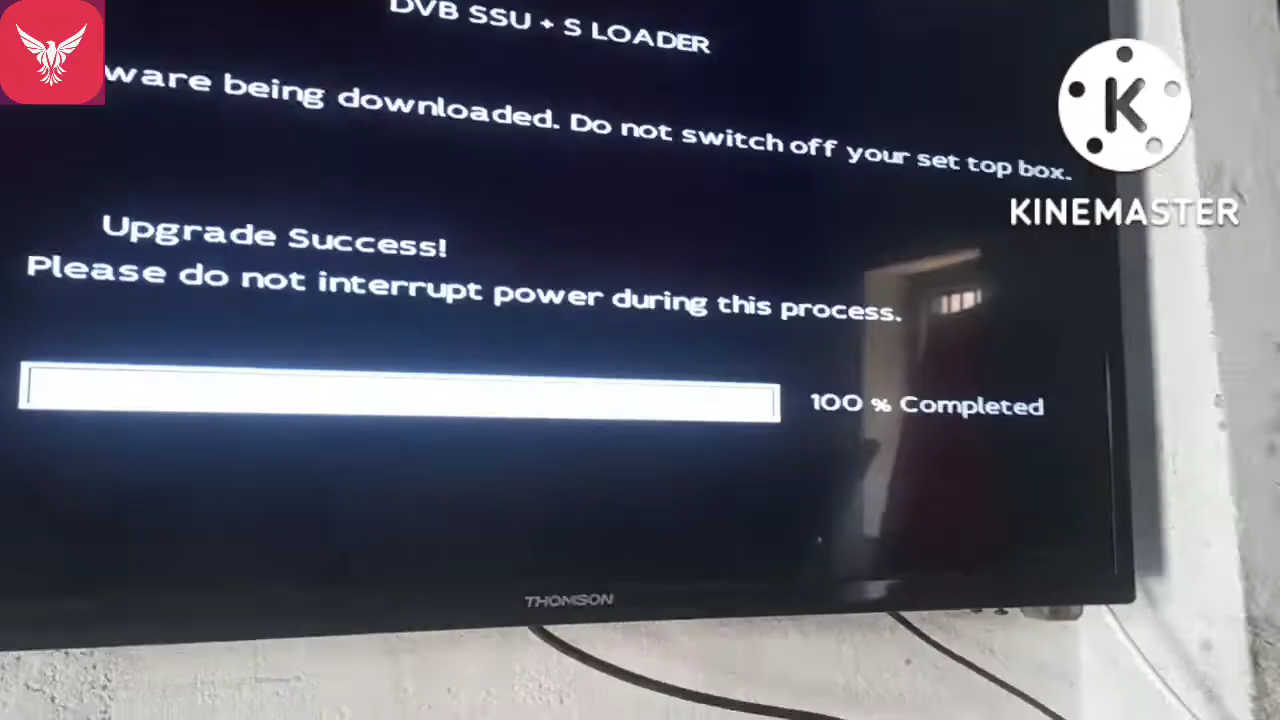 DVB SSU + S LOADER
ware being downloaded. Do not switch off your set top box.
Upgrade Success!
Please do not interrupt power during this process.
100 % Completed
THOMSON
K
KINEMASTER